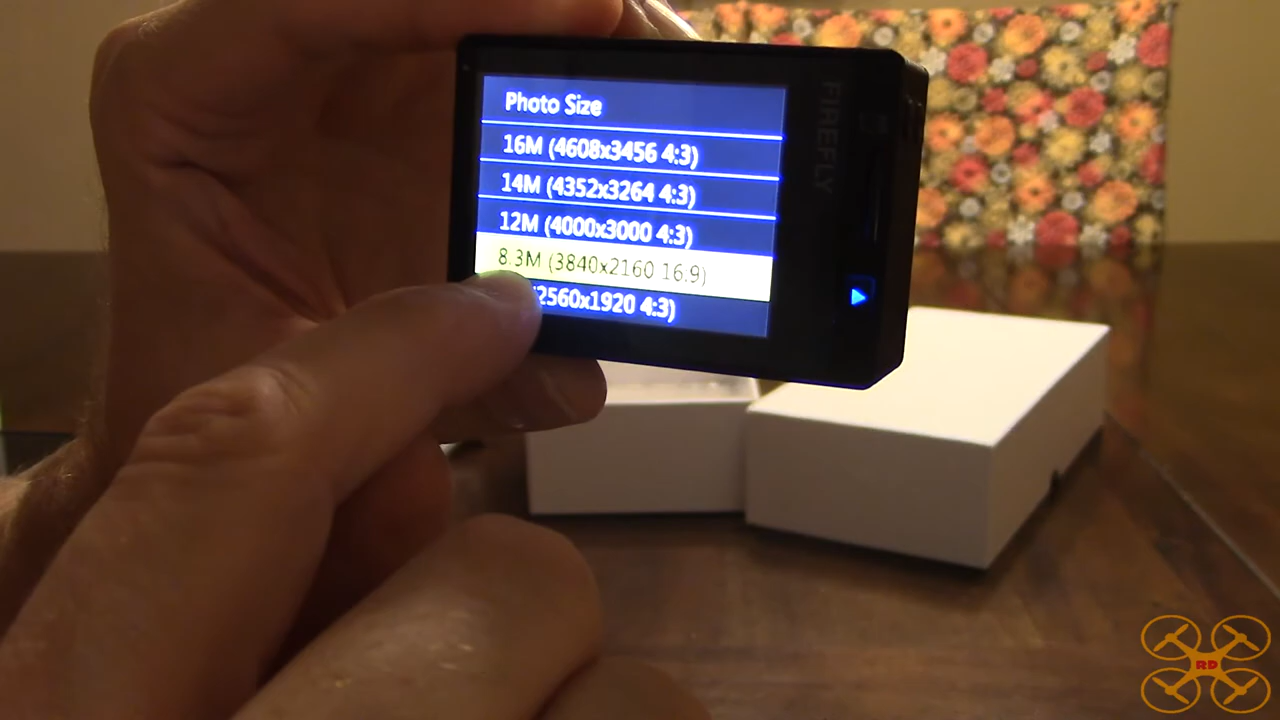 Photo Size
16M (4608x3456 4:3)
14M (4352x3264 4:3)
12M (4000x3000 4:3)
8.3M (3840x2160 16:9)
(2560x1920 4:3)
FIREFLY
RD